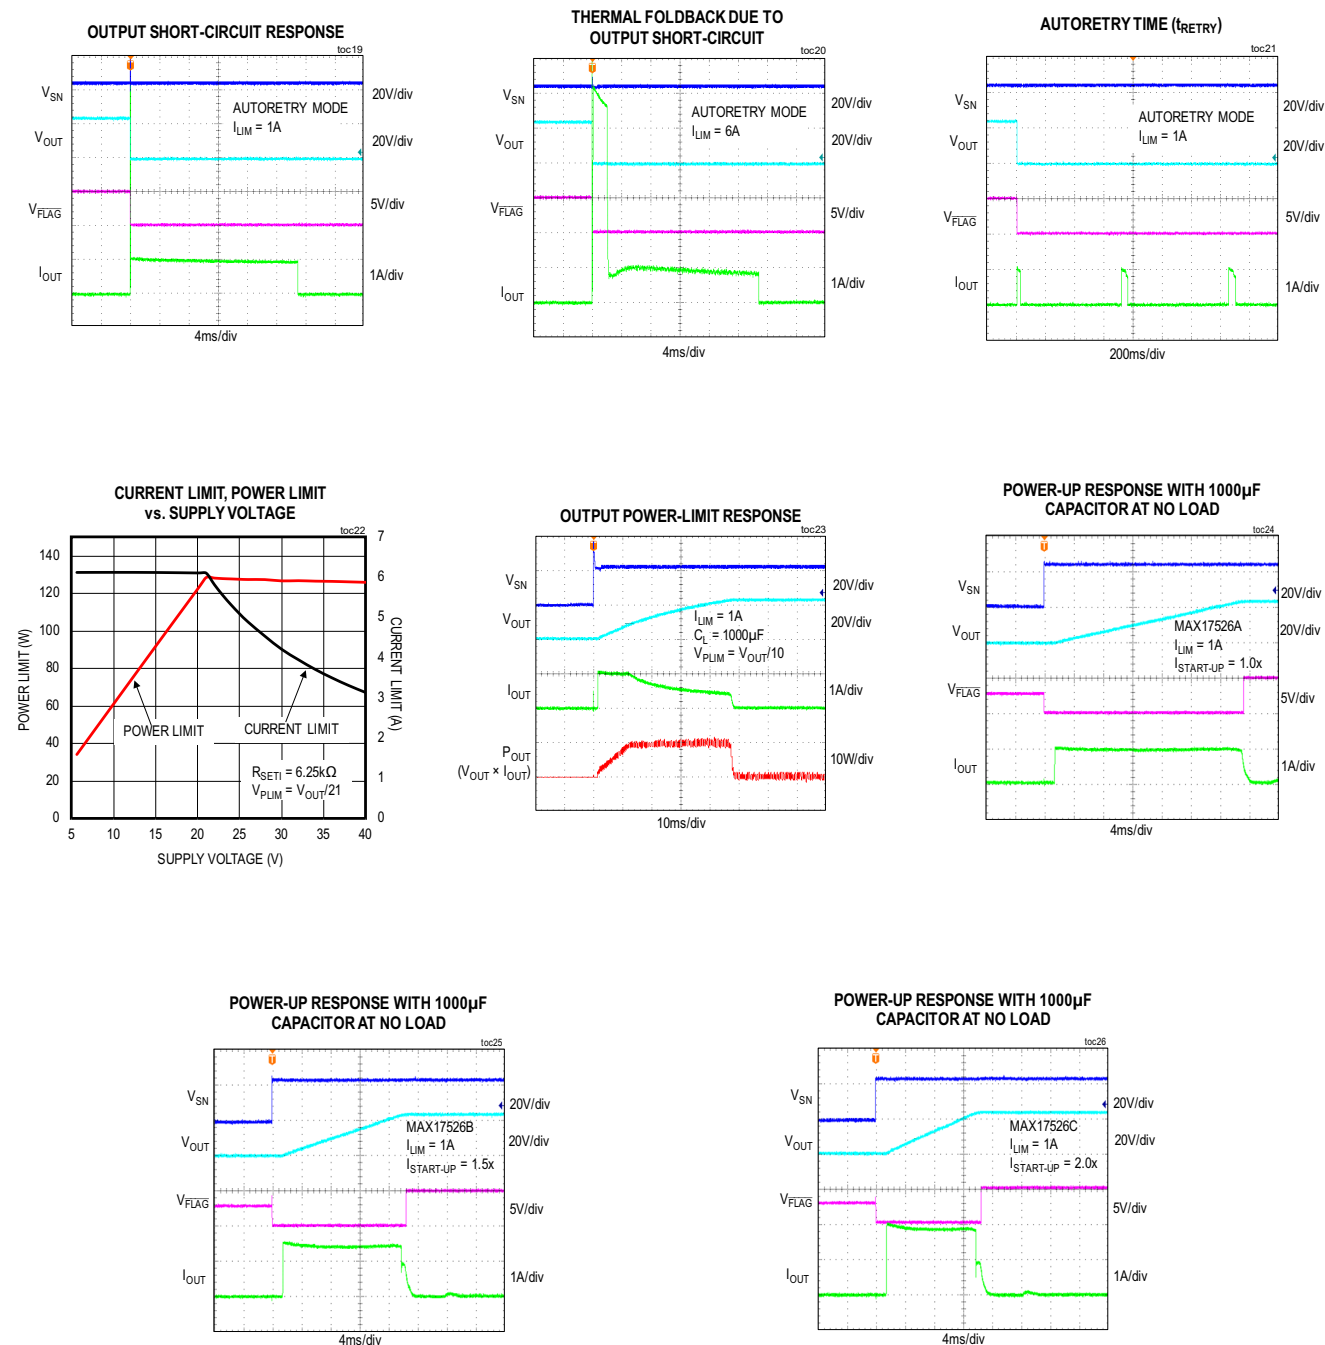 OUTPUT SHORT-CIRCUIT RESPONSE
toc19
T
VSN
VOUT
VFLAG
IOUT
AUTORETRY MODE
ILIM = 1A
20V/div
20V/div
5V/div
1A/div
4ms/div
THERMAL FOLDBACK DUE TO
OUTPUT SHORT-CIRCUIT
toc20
T
VSN
VOUT
VFLAG
IOUT
AUTORETRY MODE
ILIM = 6A
20V/div
20V/div
5V/div
1A/div
4ms/div
AUTORETRY TIME (tRETRY)
toc21
VSN
VOUT
VFLAG
IOUT
AUTORETRY MODE
ILIM = 1A
20V/div
20V/div
5V/div
1A/div
200ms/div
CURRENT LIMIT, POWER LIMIT
vs. SUPPLY VOLTAGE
toc22
POWER LIMIT (W)
140
120
100
80
60
40
20
0
7
6
5
4
3
2
1
0
CURRENT LIMIT (A)
POWER LIMIT
CURRENT LIMIT
RSETI = 6.25kΩ
VPLIM = VOUT/21
5 10 15 20 25 30 35 40
SUPPLY VOLTAGE (V)
OUTPUT POWER-LIMIT RESPONSE
toc23
T
VSN
VOUT
IOUT
POUT
(VOUT × IOUT)
ILIM = 1A
CL = 1000µF
VPLIM = VOUT/10
20V/div
20V/div
1A/div
10W/div
10ms/div
POWER-UP RESPONSE WITH 1000µF
CAPACITOR AT NO LOAD
toc24
T
VSN
VOUT
VFLAG
IOUT
MAX17526A
ILIM = 1A
ISTART-UP = 1.0x
20V/div
20V/div
5V/div
1A/div
4ms/div
POWER-UP RESPONSE WITH 1000µF
CAPACITOR AT NO LOAD
toc25
T
VSN
VOUT
VFLAG
IOUT
MAX17526B
ILIM = 1A
ISTART-UP = 1.5x
20V/div
20V/div
5V/div
1A/div
4ms/div
POWER-UP RESPONSE WITH 1000µF
CAPACITOR AT NO LOAD
toc26
T
VSN
VOUT
VFLAG
IOUT
MAX17526C
ILIM = 1A
ISTART-UP = 2.0x
20V/div
20V/div
5V/div
1A/div
4ms/div